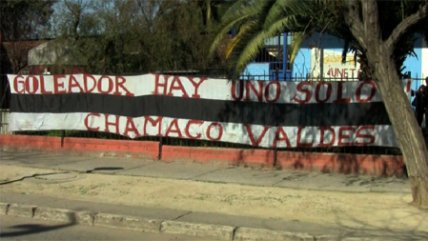 GOLEADOR HAY UNO SOLO
CHAMACO VALDES